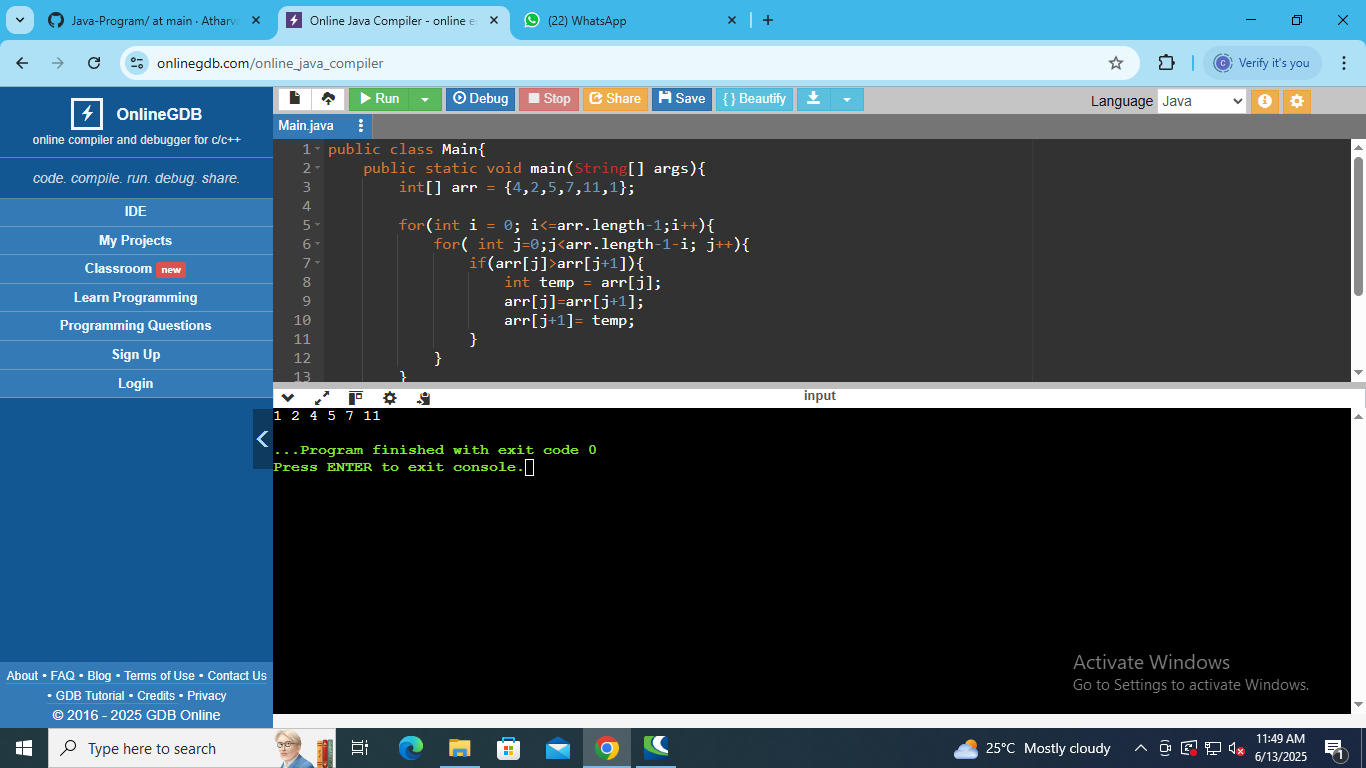 Java-Program/ at main · Atharv
Online Java Compiler - online e
(22) WhatsApp
onlinegdb.com/online_java_compiler
Verify it's you
OnlineGDB
online compiler and debugger for c/c++
code. compile. run. debug. share.
IDE
My Projects
Classroom new
Learn Programming
Programming Questions
Sign Up
Login
About • FAQ • Blog • Terms of Use • Contact Us
• GDB Tutorial • Credits • Privacy
© 2016 - 2025 GDB Online
Run Debug Stop Share Save { } Beautify
Language Java
Main.java
1 public class Main{
2 public static void main(String[] args){
3 int[] arr = {4,2,5,7,11,1};
4
5 for(int i = 0; i<=arr.length-1;i++){
6 for( int j=0;j<arr.length-1-i; j++){
7 if(arr[j]>arr[j+1]){
8 int temp = arr[j];
9 arr[j]=arr[j+1];
10 arr[j+1]= temp;
11 }
12 }
13 }
input
1 2 4 5 7 11
...Program finished with exit code 0
Press ENTER to exit console.
Activate Windows
Go to Settings to activate Windows.
Type here to search
25°C Mostly cloudy
11:49 AM
6/13/2025
1